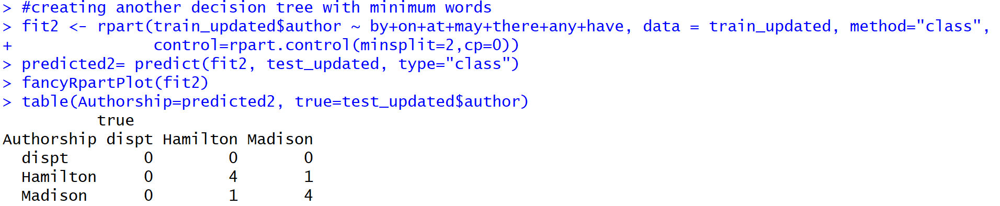 > #creating another decision tree with minimum words
> fit2 <- rpart(train_updated$author ~ by+on+at+may+there+any+have, data = train_updated, method="class",
+               control=rpart.control(minsplit=2,cp=0))
> predicted2= predict(fit2, test_updated, type="class")
> fancyRpartPlot(fit2)
> table(Authorship=predicted2, true=test_updated$author)
          true
Authorship dispt Hamilton Madison
  dispt        0        0       0
  Hamilton     0        4       1
  Madison      0        1       4